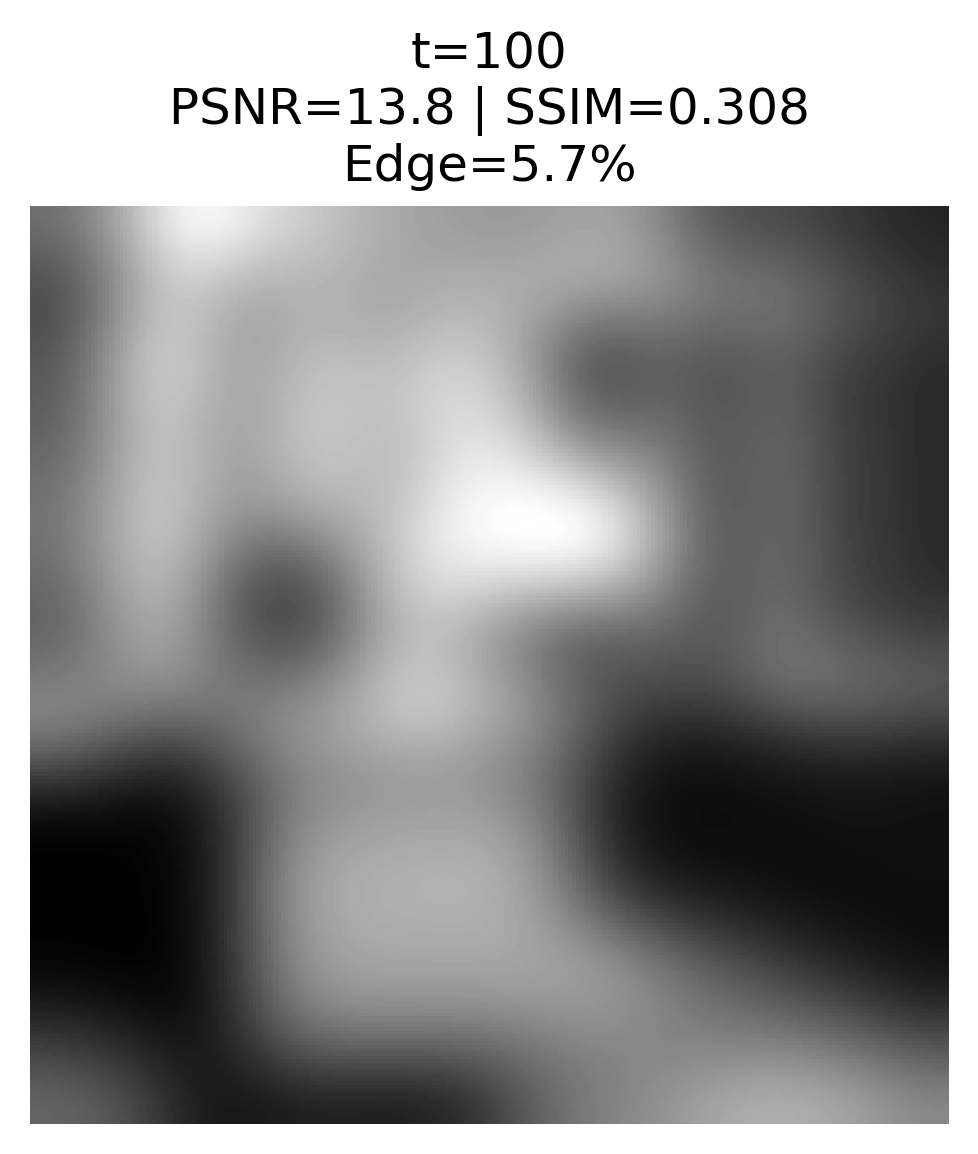 t=100
PSNR=13.8 | SSIM=0.308
Edge=5.7%